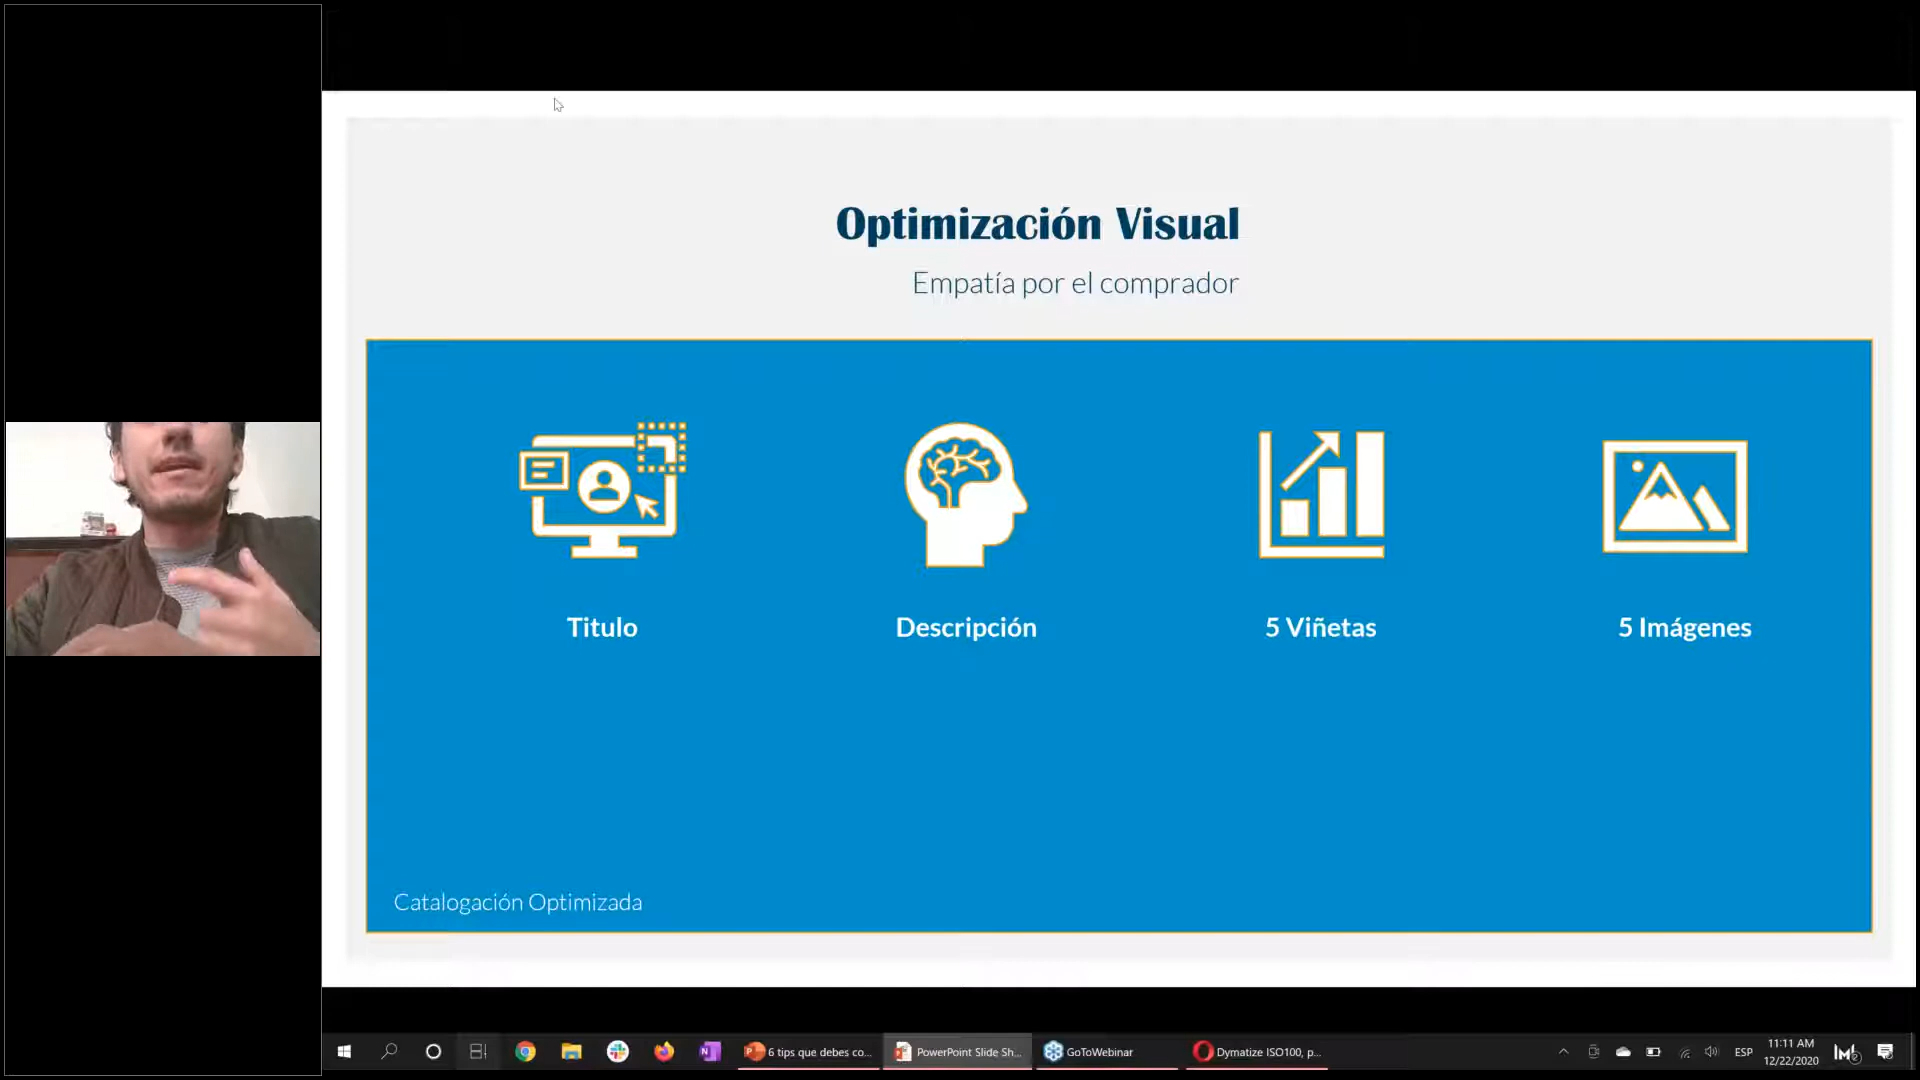 Optimización Visual
Empatía por el comprador
Titulo
Descripción
5 Viñetas
5 Imágenes
Catalogación Optimizada
6 tips que debes co...
PowerPoint Slide Sh...
GoToWebinar
Dymatize ISO100, p...
ESP
11:11 AM
12/22/2020